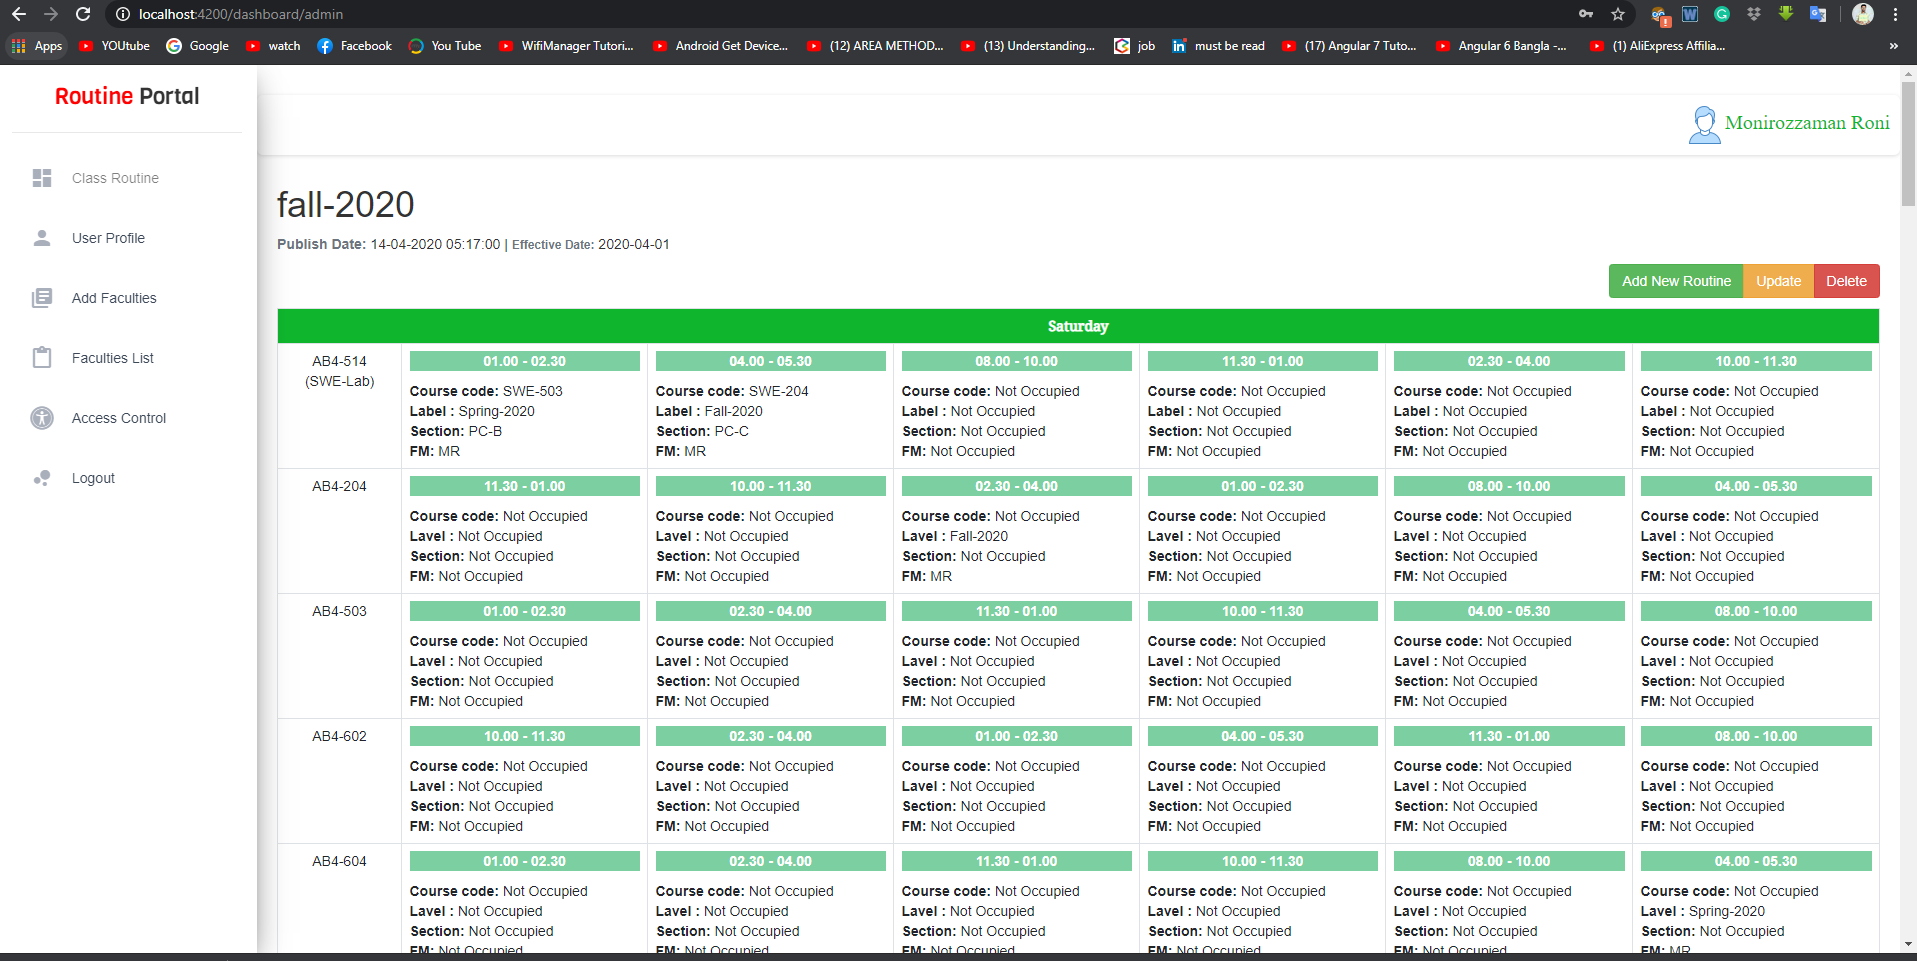 localhost:4200/dashboard/admin
Apps YOUtube Google watch Facebook You Tube WifiManager Tutori... Android Get Device... (12) AREA METHOD... (13) Understanding... job must be read (17) Angular 7 Tuto... Angular 6 Bangla -... (1) AliExpress Affilia... »
Routine Portal
Monirozzaman Roni
Class Routine
User Profile
Add Faculties
Faculties List
Access Control
Logout
fall-2020
Publish Date: 14-04-2020 05:17:00 | Effective Date: 2020-04-01
Add New Routine Update Delete
Saturday
AB4-514 (SWE-Lab)
01.00 - 02.30 04.00 - 05.30 08.00 - 10.00 11.30 - 01.00 02.30 - 04.00 10.00 - 11.30
Course code: SWE-503 Course code: SWE-204 Course code: Not Occupied Course code: Not Occupied Course code: Not Occupied Course code: Not Occupied
Label : Spring-2020 Label : Fall-2020 Label : Not Occupied Label : Not Occupied Label : Not Occupied Label : Not Occupied
Section: PC-B Section: PC-C Section: Not Occupied Section: Not Occupied Section: Not Occupied Section: Not Occupied
FM: MR FM: MR FM: Not Occupied FM: Not Occupied FM: Not Occupied FM: Not Occupied
AB4-204 11.30 - 01.00 10.00 - 11.30 02.30 - 04.00 01.00 - 02.30 08.00 - 10.00 04.00 - 05.30
Course code: Not Occupied Course code: Not Occupied Course code: Not Occupied Course code: Not Occupied Course code: Not Occupied Course code: Not Occupied
Lavel : Not Occupied Lavel : Not Occupied Lavel : Fall-2020 Lavel : Not Occupied Lavel : Not Occupied Lavel : Not Occupied
Section: Not Occupied Section: Not Occupied Section: Not Occupied Section: Not Occupied Section: Not Occupied Section: Not Occupied
FM: Not Occupied FM: Not Occupied FM: MR FM: Not Occupied FM: Not Occupied FM: Not Occupied
AB4-503 01.00 - 02.30 02.30 - 04.00 11.30 - 01.00 10.00 - 11.30 04.00 - 05.30 08.00 - 10.00
Course code: Not Occupied Course code: Not Occupied Course code: Not Occupied Course code: Not Occupied Course code: Not Occupied Course code: Not Occupied
Lavel : Not Occupied Lavel : Not Occupied Lavel : Not Occupied Lavel : Not Occupied Lavel : Not Occupied Lavel : Not Occupied
Section: Not Occupied Section: Not Occupied Section: Not Occupied Section: Not Occupied Section: Not Occupied Section: Not Occupied
FM: Not Occupied FM: Not Occupied FM: Not Occupied FM: Not Occupied FM: Not Occupied FM: Not Occupied
AB4-602 10.00 - 11.30 02.30 - 04.00 01.00 - 02.30 04.00 - 05.30 11.30 - 01.00 08.00 - 10.00
Course code: Not Occupied Course code: Not Occupied Course code: Not Occupied Course code: Not Occupied Course code: Not Occupied Course code: Not Occupied
Lavel : Not Occupied Lavel : Not Occupied Lavel : Not Occupied Lavel : Not Occupied Lavel : Not Occupied Lavel : Not Occupied
Section: Not Occupied Section: Not Occupied Section: Not Occupied Section: Not Occupied Section: Not Occupied Section: Not Occupied
FM: Not Occupied FM: Not Occupied FM: Not Occupied FM: Not Occupied FM: Not Occupied FM: Not Occupied
AB4-604 01.00 - 02.30 02.30 - 04.00 11.30 - 01.00 10.00 - 11.30 08.00 - 10.00 04.00 - 05.30
Course code: Not Occupied Course code: Not Occupied Course code: Not Occupied Course code: Not Occupied Course code: Not Occupied Course code: Not Occupied
Lavel : Not Occupied Lavel : Not Occupied Lavel : Not Occupied Lavel : Not Occupied Lavel : Not Occupied Lavel : Spring-2020
Section: Not Occupied Section: Not Occupied Section: Not Occupied Section: Not Occupied Section: Not Occupied Section: Not Occupied
FM: Not Occupied FM: Not Occupied FM: Not Occupied FM: Not Occupied FM: Not Occupied FM: MR